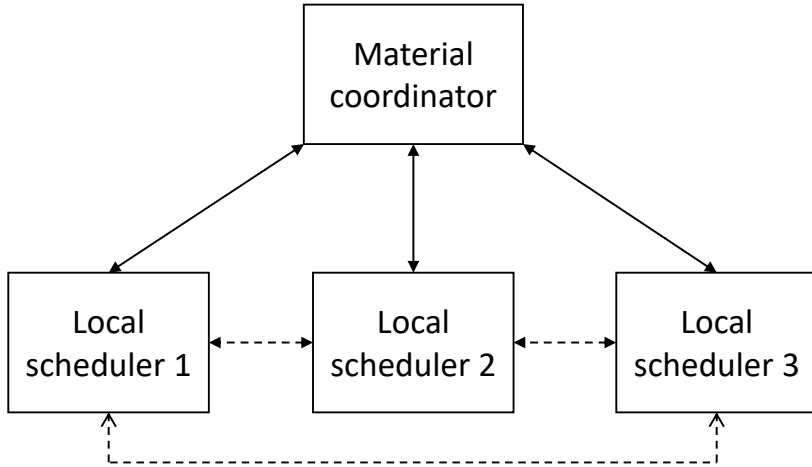 Material
coordinator
Local
scheduler 1
Local
scheduler 2
Local
scheduler 3